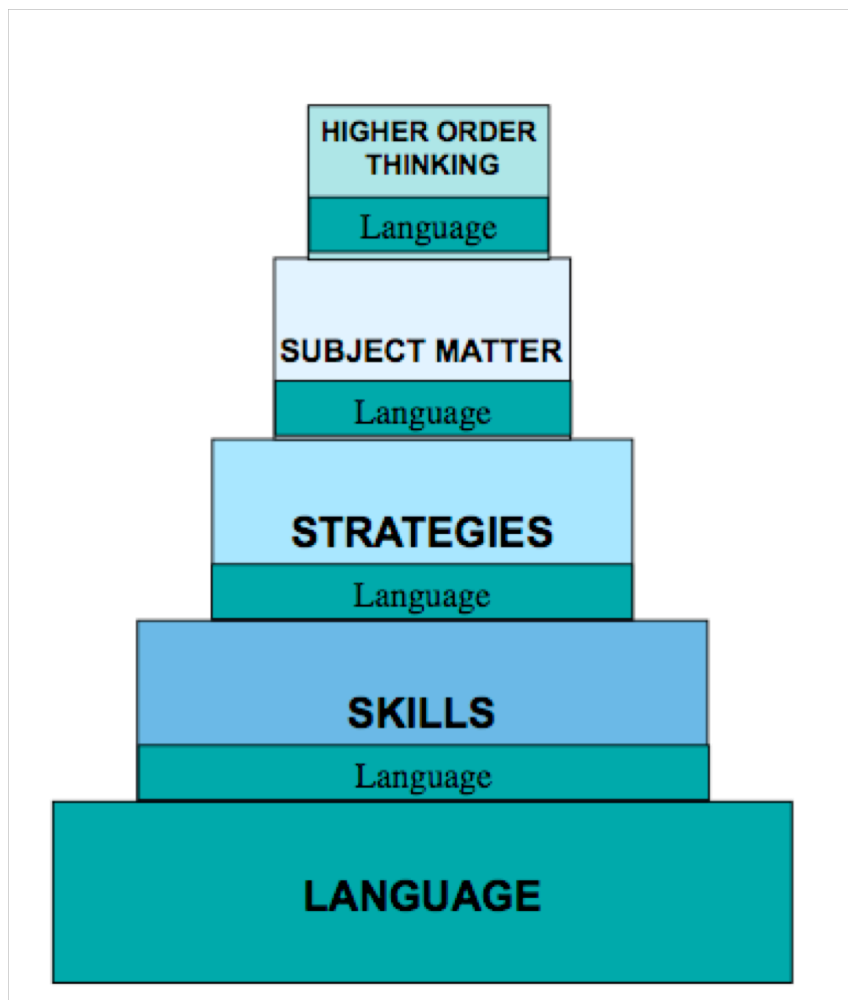 HIGHER ORDER
THINKING
Language
SUBJECT MATTER
Language
STRATEGIES
Language
SKILLS
Language
LANGUAGE